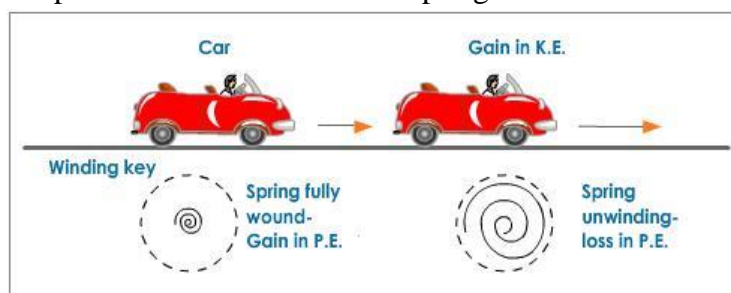 Car
Gain in K.E.
Winding key
Spring fully
wound-
Gain in P.E.
Spring
unwinding-
loss in P.E.